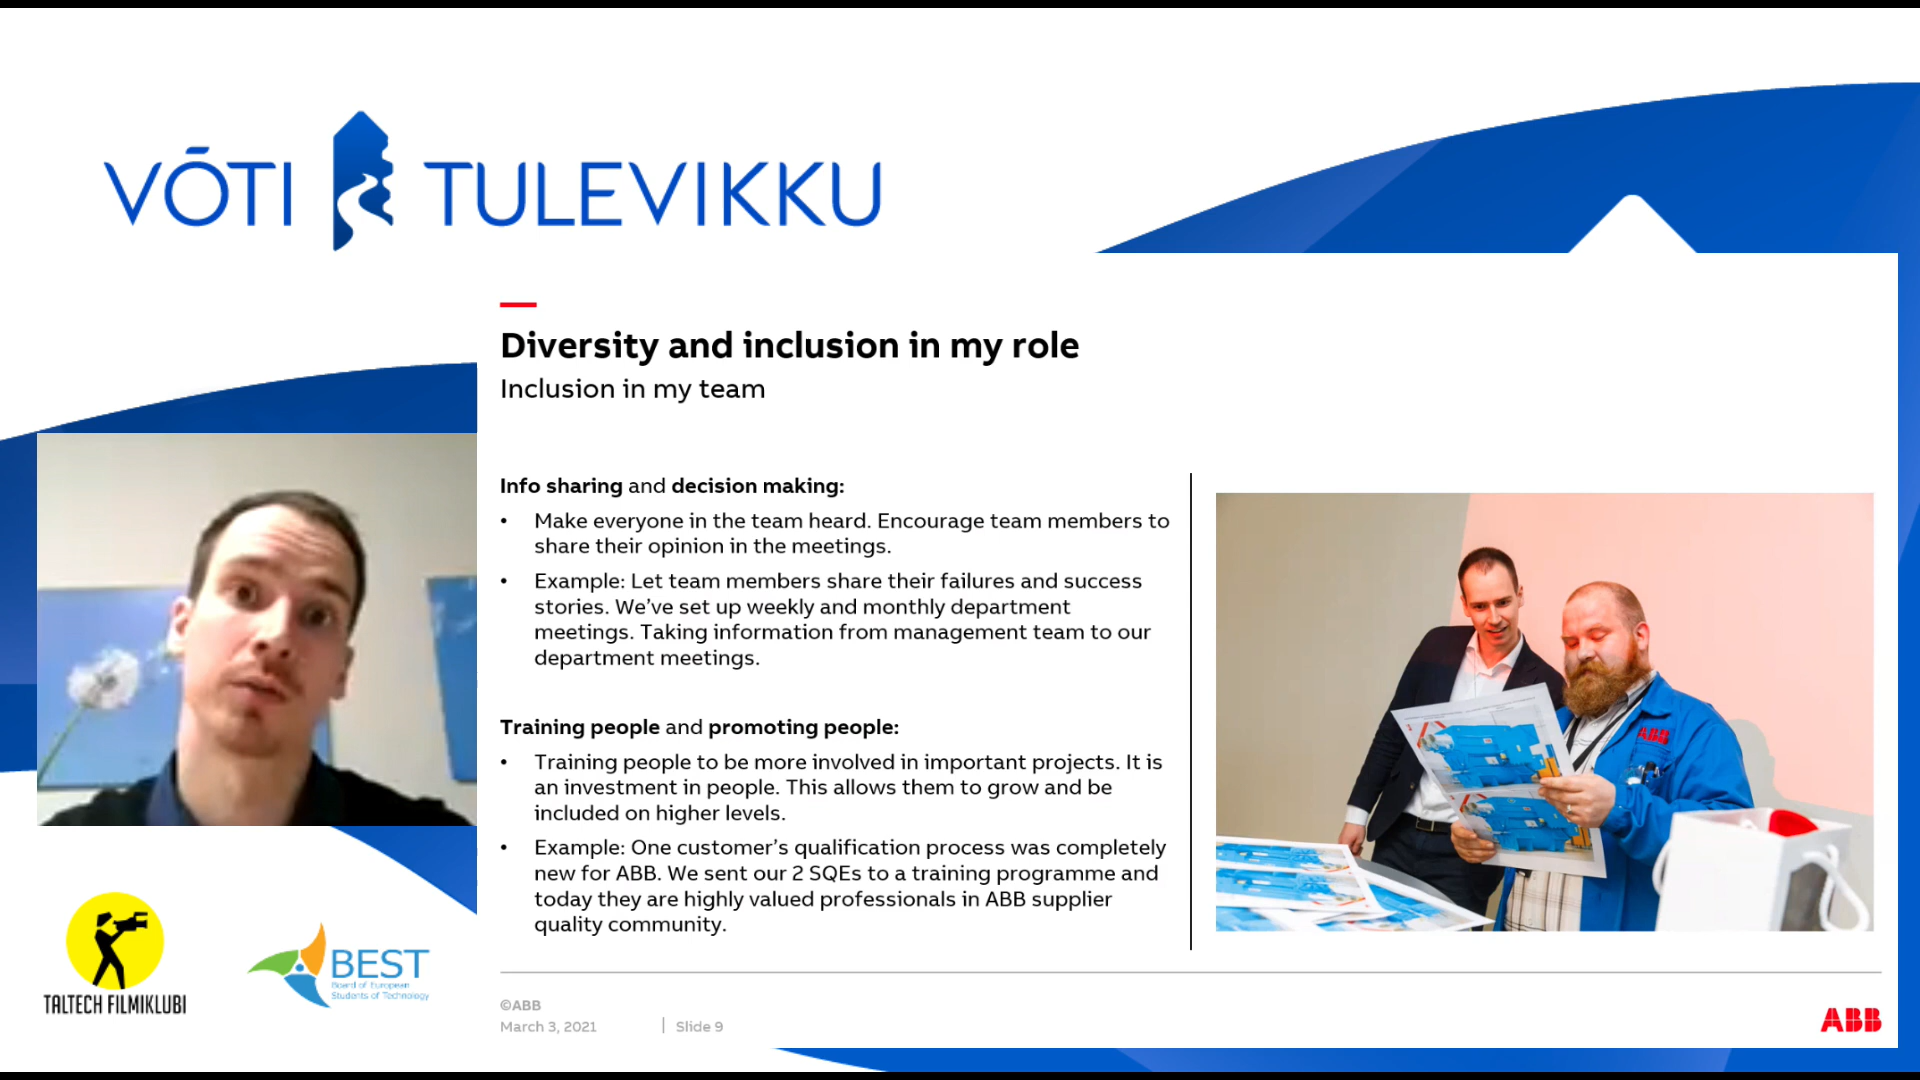 VÕTI TULEVIKKU
Diversity and inclusion in my role
Inclusion in my team
Info sharing and decision making:
• Make everyone in the team heard. Encourage team members to
share their opinion in the meetings.
• Example: Let team members share their failures and success
stories. We’ve set up weekly and monthly department
meetings. Taking information from management team to our
department meetings.
Training people and promoting people:
• Training people to be more involved in important projects. It is
an investment in people. This allows them to grow and be
included on higher levels.
• Example: One customer’s qualification process was completely
new for ABB. We sent our 2 SQEs to a training programme and
today they are highly valued professionals in ABB supplier
quality community.
ABB
TALTECH FILMIKLUBI
BEST
Board of European
Students of Technology
©ABB
March 3, 2021 | Slide 9
ABB